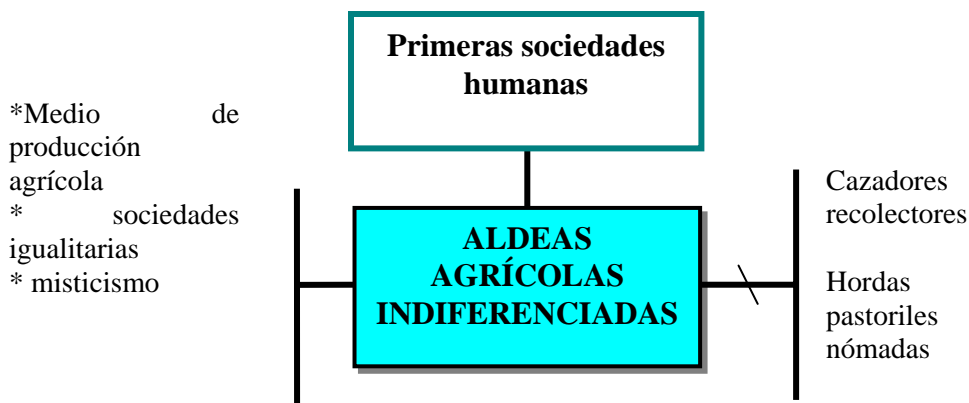 Primeras sociedades
humanas
*Medio de
producción
agrícola
* sociedades
igualitarias
* misticismo
ALDEAS
AGRÍCOLAS
INDIFERENCIADAS
Cazadores
recolectores
Hordas
pastoriles
nómadas